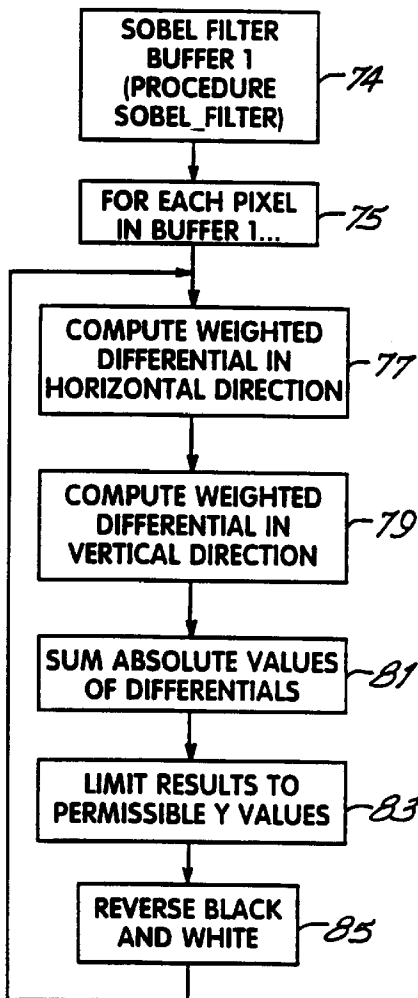 SOBEL FILTER
BUFFER 1
(PROCEDURE
SOBEL_FILTER)
74
FOR EACH PIXEL
IN BUFFER 1...
75
COMPUTE WEIGHTED
DIFFERENTIAL IN
HORIZONTAL DIRECTION
77
COMPUTE WEIGHTED
DIFFERENTIAL IN
VERTICAL DIRECTION
79
SUM ABSOLUTE VALUES
OF DIFFERENTIALS
81
LIMIT RESULTS TO
PERMISSIBLE Y VALUES
83
REVERSE BLACK
AND WHITE
85